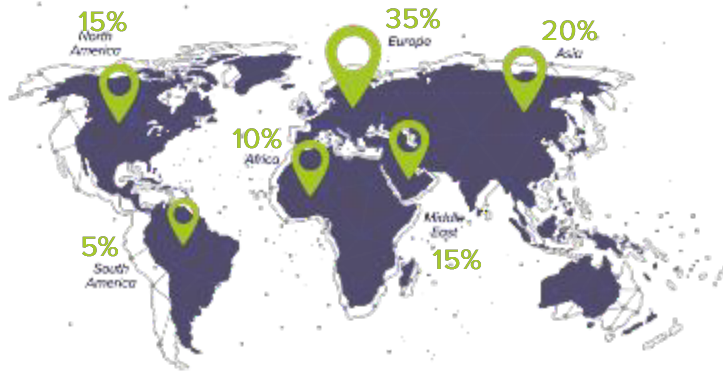 15%
North
America
35%
Europe
20%
Asia
10%
Africa
Middle
East
15%
5%
South
America